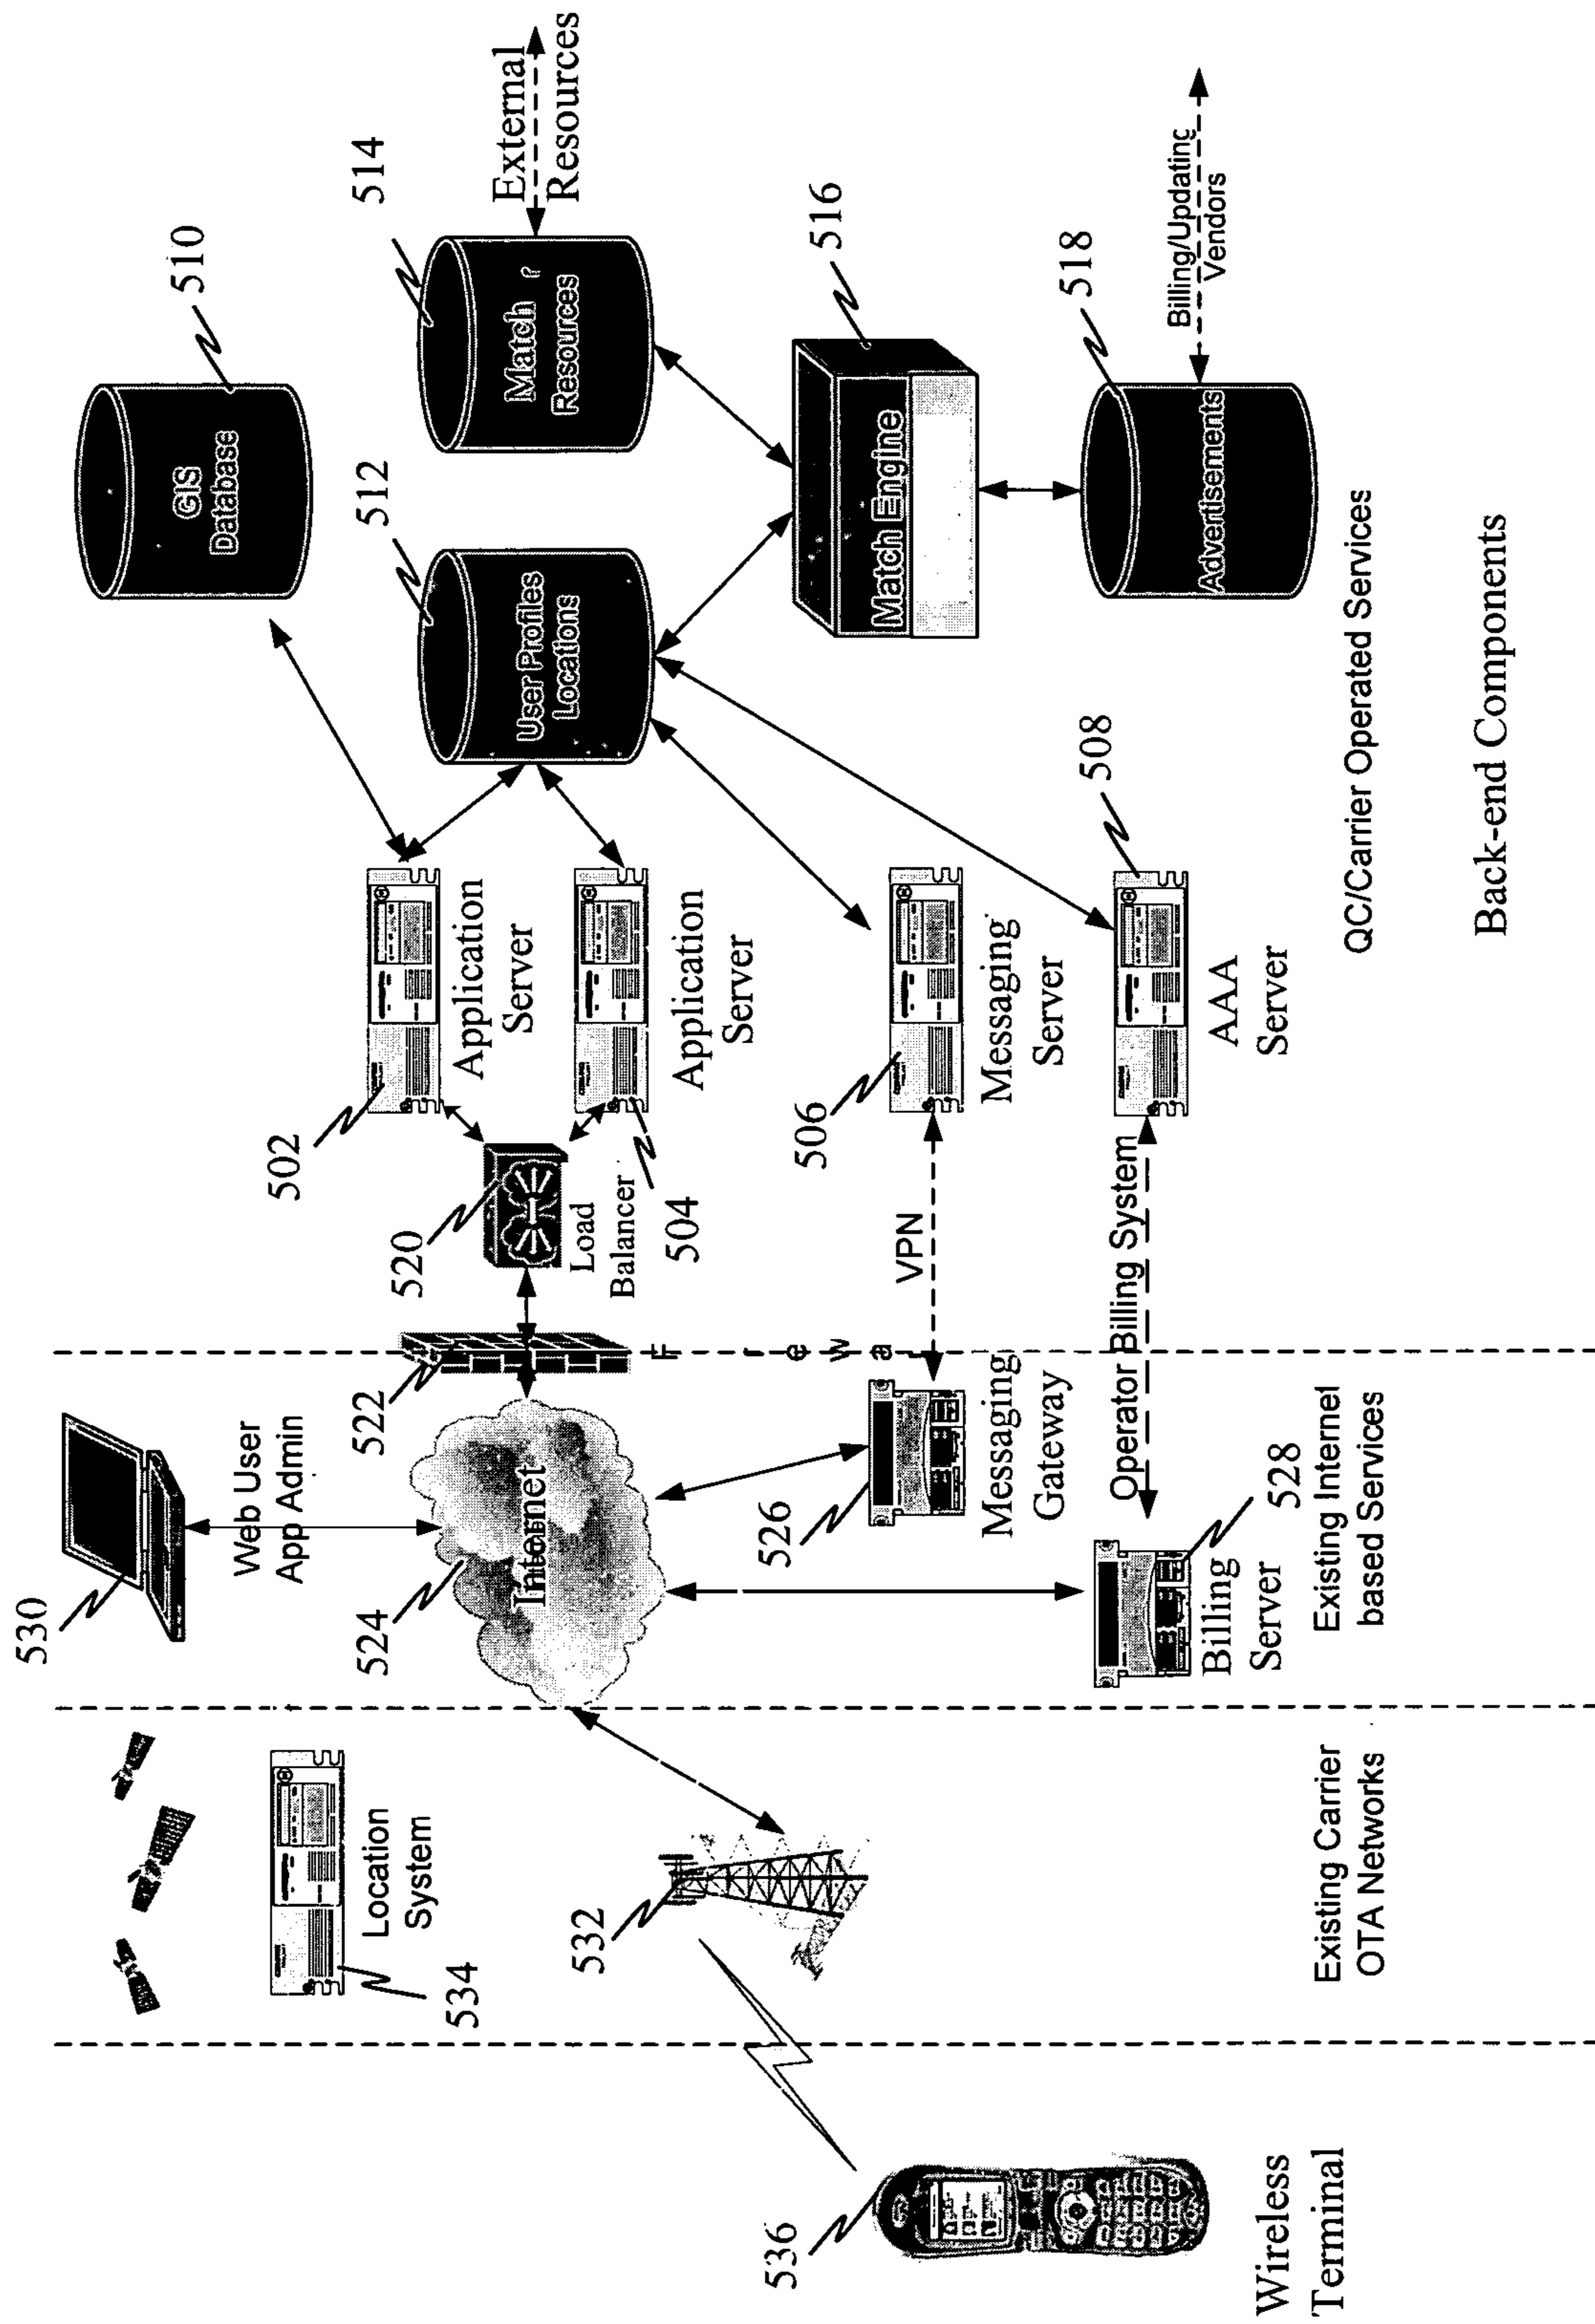 530
Web User
App Admin
534
Location
System
524
Internet
522
Firewall
520
Load
Balancer
502
Application
Server
504
Application
Server
510
GIS
Database
512
User Profiles
Locations
514
Match
Resources
External
Resources
532
526
Messaging
Gateway
VPN
506
Messaging
Server
516
Match Engine
536
Wireless
Terminal
528
Billing
Server
Operator Billing System
508
AAA
Server
518
Advertisements
Billing/Updating
Vendors
Existing Carrier
OTA Networks
Existing Internet
based Services
QC/Carrier Operated Services
Back-end Components